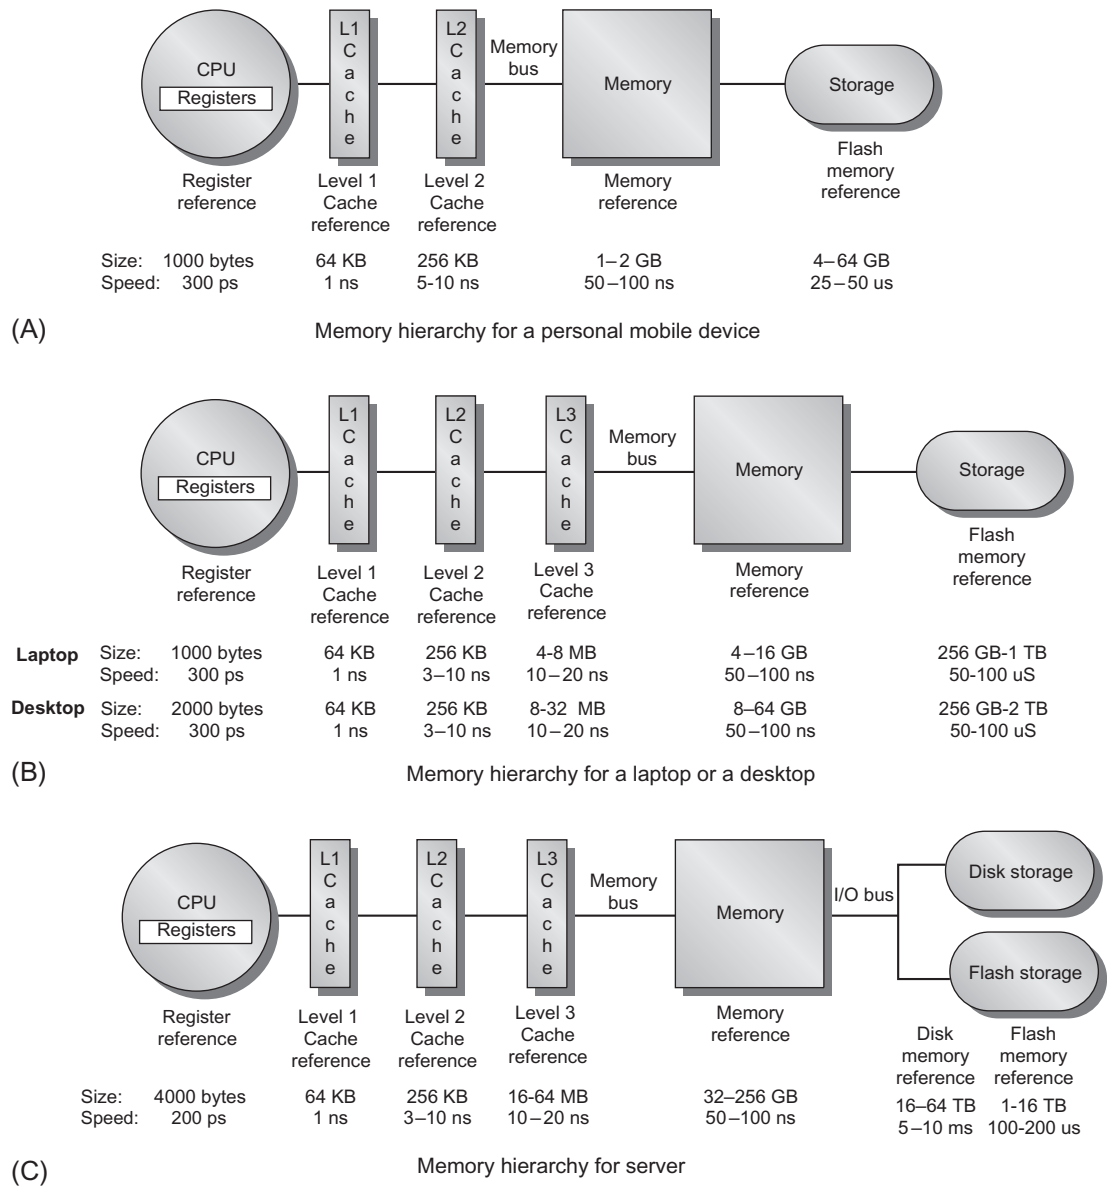 CPU
Registers
L1
C
a
c
h
e
L2
C
a
c
h
e
Memory
bus
Memory
Storage
Register
reference
Level 1
Cache
reference
Level 2
Cache
reference
Memory
reference
Flash
memory
reference
Size: 1000 bytes 64 KB 256 KB 1–2 GB 4–64 GB
Speed: 300 ps 1 ns 5-10 ns 50–100 ns 25–50 us
(A) Memory hierarchy for a personal mobile device
CPU
Registers
L1
C
a
c
h
e
L2
C
a
c
h
e
L3
C
a
c
h
e
Memory
bus
Memory
Storage
Register
reference
Level 1
Cache
reference
Level 2
Cache
reference
Level 3
Cache
reference
Memory
reference
Flash
memory
reference
Laptop Size: 1000 bytes 64 KB 256 KB 4-8 MB 4–16 GB 256 GB-1 TB
Speed: 300 ps 1 ns 3–10 ns 10–20 ns 50–100 ns 50-100 uS
Desktop Size: 2000 bytes 64 KB 256 KB 8-32 MB 8–64 GB 256 GB-2 TB
Speed: 300 ps 1 ns 3–10 ns 10–20 ns 50–100 ns 50-100 uS
(B) Memory hierarchy for a laptop or a desktop
CPU
Registers
L1
C
a
c
h
e
L2
C
a
c
h
e
L3
C
a
c
h
e
Memory
bus
Memory
I/O bus
Disk storage
Flash storage
Register
reference
Level 1
Cache
reference
Level 2
Cache
reference
Level 3
Cache
reference
Memory
reference
Disk
memory
reference
Flash
memory
reference
Size: 4000 bytes 64 KB 256 KB 16-64 MB 32–256 GB 16–64 TB 1-16 TB
Speed: 200 ps 1 ns 3–10 ns 10–20 ns 50–100 ns 5–10 ms 100-200 us
(C) Memory hierarchy for server